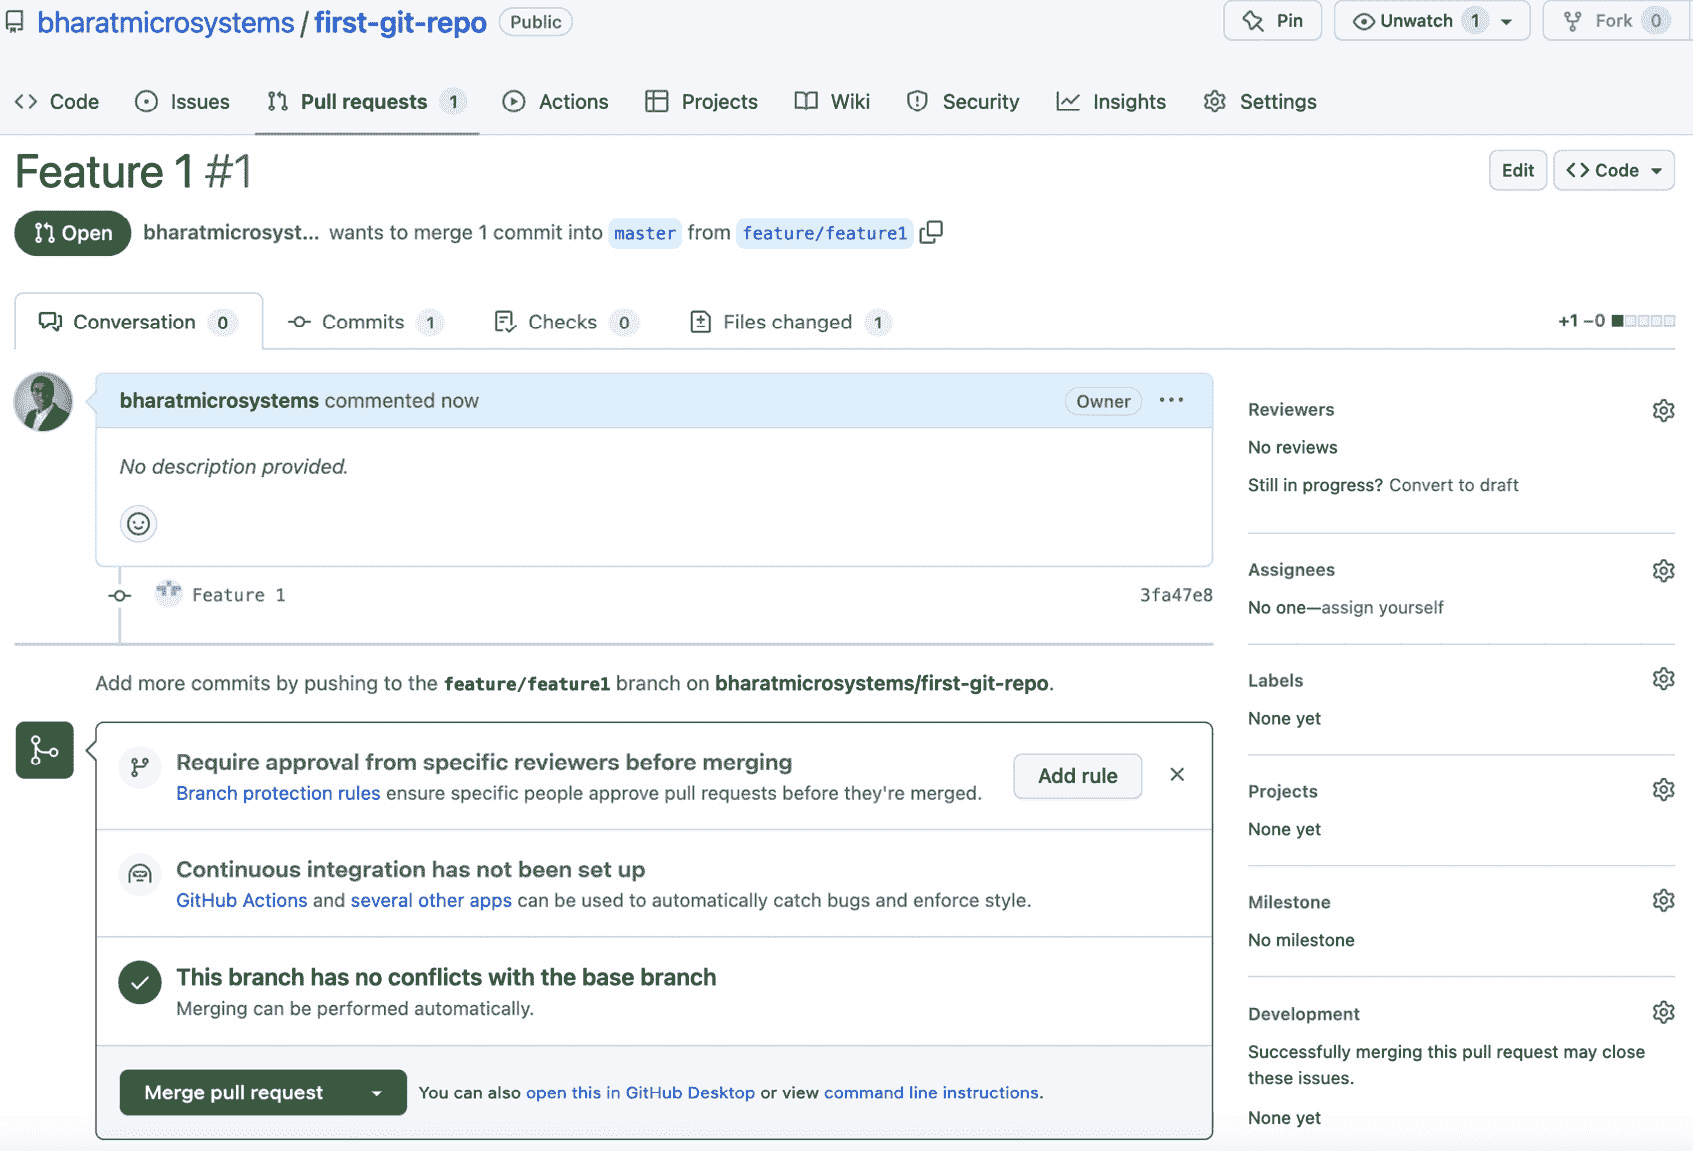 bharatmicrosystems / first-git-repo Public Pin Unwatch 1 Fork 0
Code Issues Pull requests 1 Actions Projects Wiki Security Insights Settings
Feature 1 #1 Edit Code
Open bharatmicrosyst... wants to merge 1 commit into master from feature/feature1
Conversation 0 Commits 1 Checks 0 Files changed 1 +1 −0
bharatmicrosystems commented now Owner ...
No description provided.
Feature 1 3fa47e8
Add more commits by pushing to the feature/feature1 branch on bharatmicrosystems/first-git-repo.
Require approval from specific reviewers before merging
Branch protection rules ensure specific people approve pull requests before they're merged.
Add rule
Continuous integration has not been set up
GitHub Actions and several other apps can be used to automatically catch bugs and enforce style.
This branch has no conflicts with the base branch
Merging can be performed automatically.
Merge pull request You can also open this in GitHub Desktop or view command line instructions.
Reviewers
No reviews
Still in progress? Convert to draft
Assignees
No one—assign yourself
Labels
None yet
Projects
None yet
Milestone
No milestone
Development
Successfully merging this pull request may close
these issues.
None yet